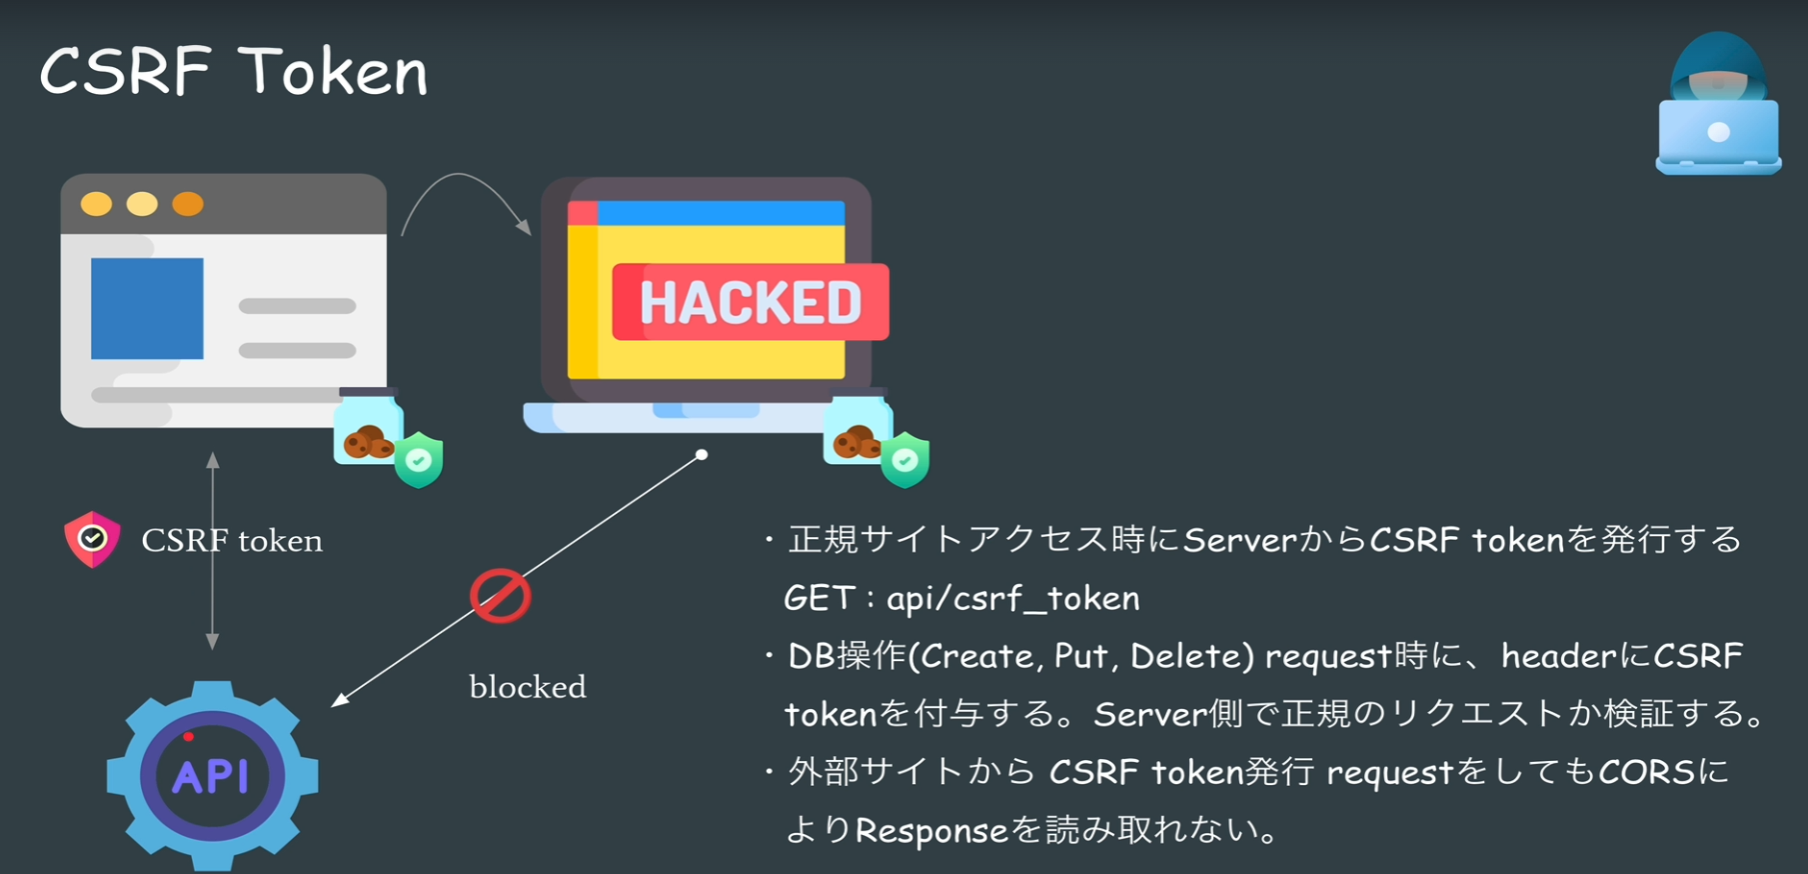 CSRF Token
HACKED
CSRF token
blocked
API
・正規サイトアクセス時にServerからCSRF tokenを発行する
GET : api/csrf_token
・DB操作(Create, Put, Delete) request時に、headerにCSRF
tokenを付与する。Server側で正規のリクエストか検証する。
・外部サイトから CSRF token発行 requestをしてもCORSに
よりResponseを読み取れない。